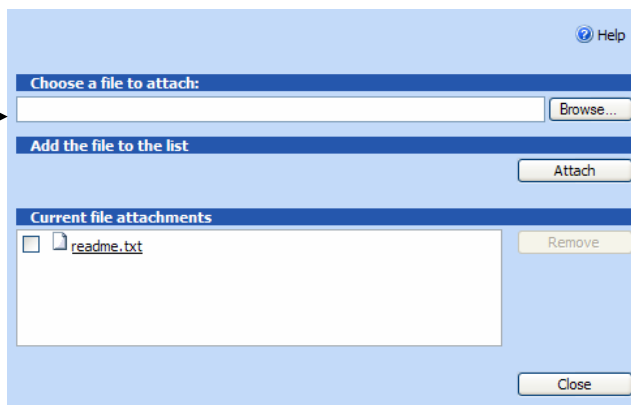 Help
Choose a file to attach:
Browse...
Add the file to the list
Attach
Current file attachments
readme.txt
Remove
Close